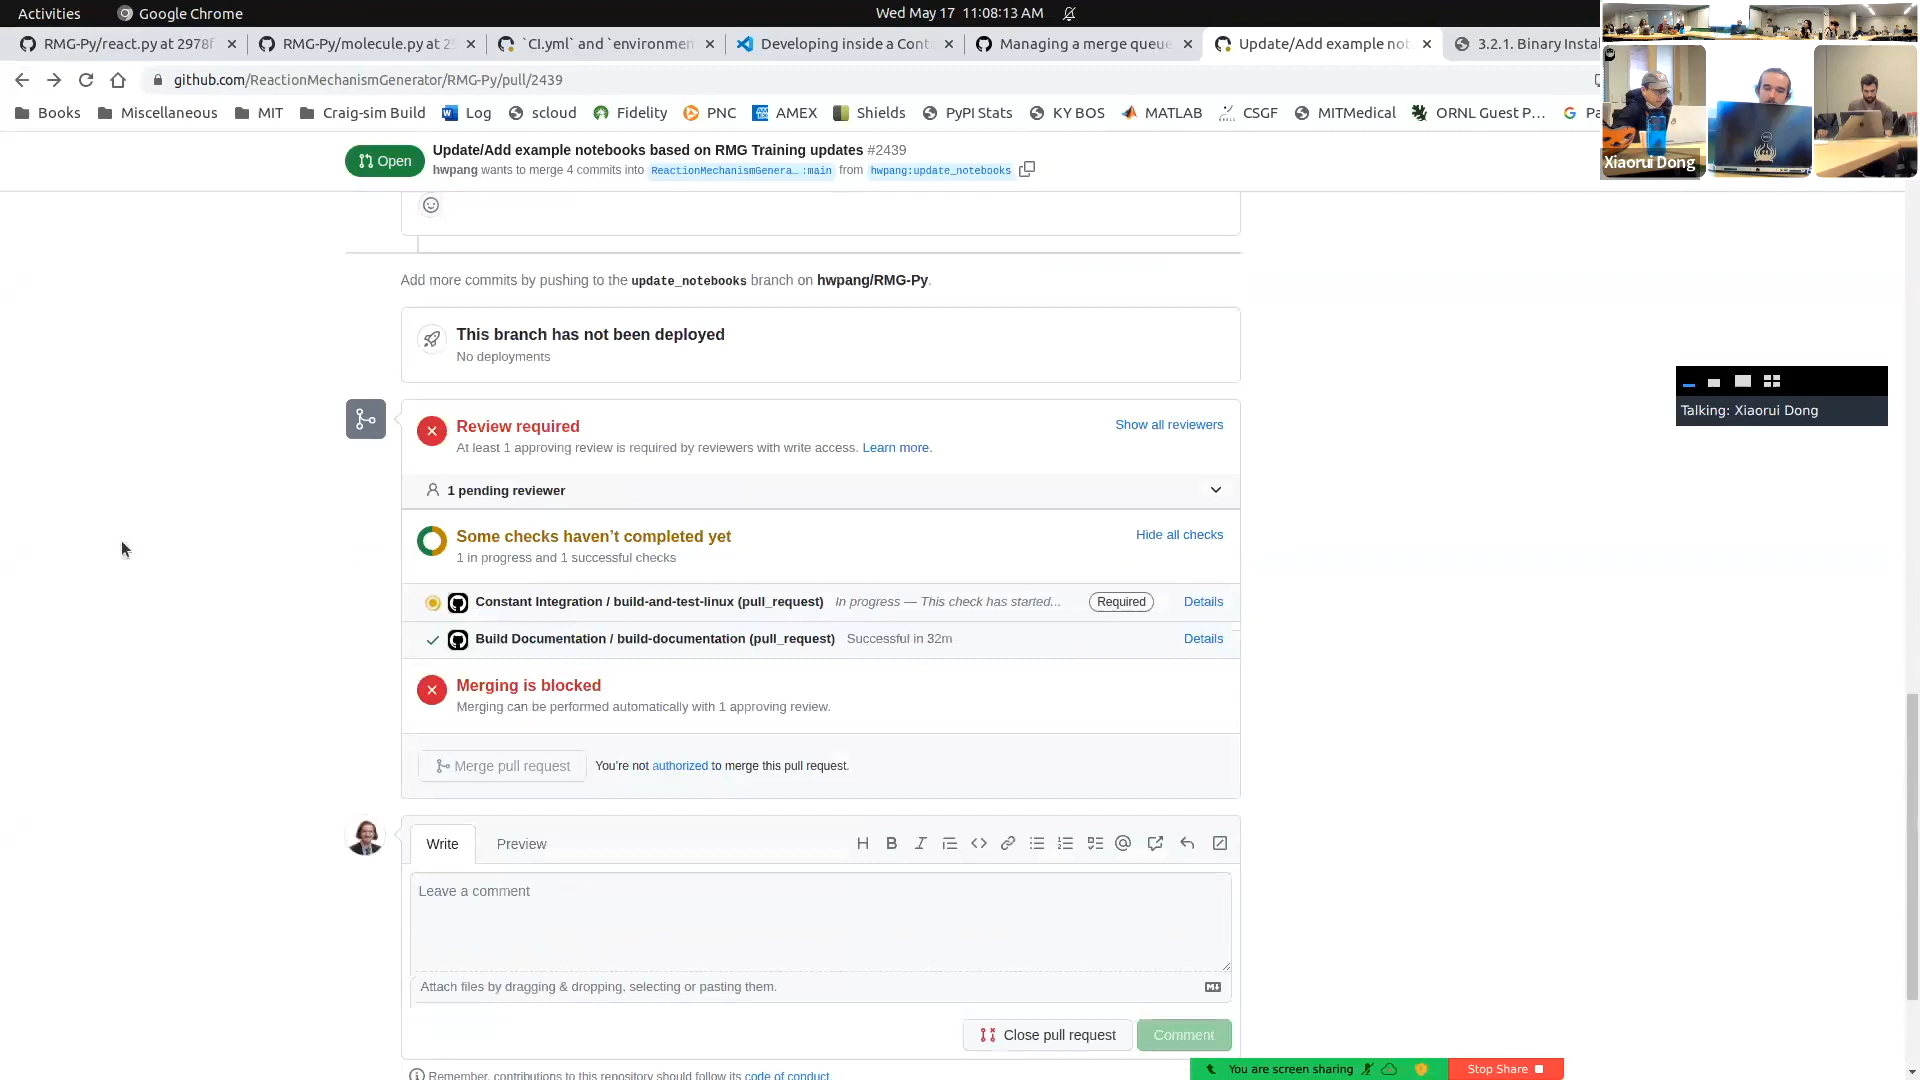 Activities
Google Chrome
Wed May 17 11:08:13 AM
RMG-Py/react.py at 2978f
RMG-Py/molecule.py at 2
`CI.yml` and `environmen
Developing inside a Cont
Managing a merge queue
Update/Add example not
3.2.1. Binary Insta
github.com/ReactionMechanismGenerator/RMG-Py/pull/2439
Books
Miscellaneous
MIT
Craig-sim Build
Log
scloud
Fidelity
PNC
AMEX
Shields
PyPI Stats
KY BOS
MATLAB
CSGF
MITMedical
ORNL Guest P...
Xiaorui Dong
Open
Update/Add example notebooks based on RMG Training updates #2439
hwpang wants to merge 4 commits into ReactionMechanismGenera… :main from hwpang:update_notebooks
Add more commits by pushing to the update_notebooks branch on hwpang/RMG-Py.
This branch has not been deployed
No deployments
Talking: Xiaorui Dong
Review required
Show all reviewers
At least 1 approving review is required by reviewers with write access. Learn more.
1 pending reviewer
Some checks haven’t completed yet
Hide all checks
1 in progress and 1 successful checks
Constant Integration / build-and-test-linux (pull_request) In progress — This check has started... Required Details
Build Documentation / build-documentation (pull_request) Successful in 32m Details
Merging is blocked
Merging can be performed automatically with 1 approving review.
Merge pull request
You’re not authorized to merge this pull request.
Write
Preview
Leave a comment
Attach files by dragging & dropping, selecting or pasting them.
Close pull request
Comment
You are screen sharing
Stop Share
Remember, contributions to this repository should follow its code of conduct.